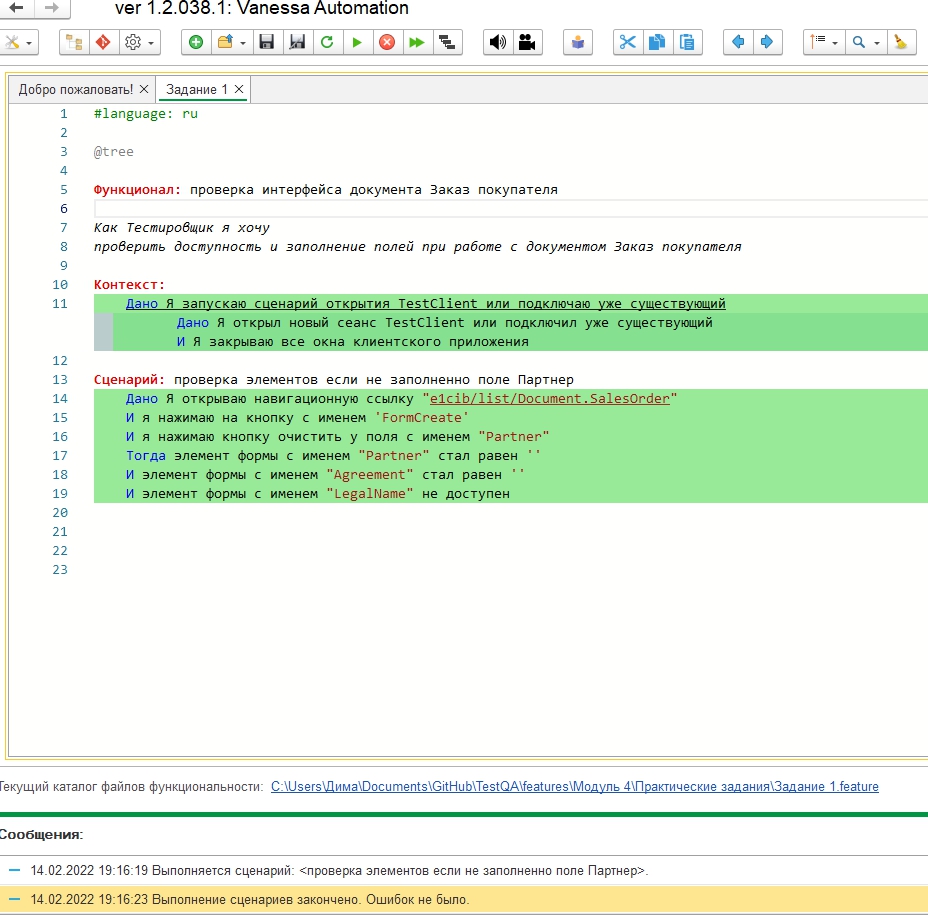 ver 1.2.038.1: Vanessa Automation
Добро пожаловать! ×
Задание 1 ×
1 #language: ru
2
3 @tree
4
5 Функционал: проверка интерфейса документа Заказ покупателя
6
7 Как Тестировщик я хочу
8 проверить доступность и заполнение полей при работе с документом Заказ покупателя
9
10 Контекст:
11 Дано Я запускаю сценарий открытия TestClient или подключаю уже существующий
Дано Я открыл новый сеанс TestClient или подключил уже существующий
И Я закрываю все окна клиентского приложения
12
13 Сценарий: проверка элементов если не заполненно поле Партнер
14 Дано Я открываю навигационную ссылку "e1cib/list/Document.SalesOrder"
15 И я нажимаю на кнопку с именем 'FormCreate'
16 И я нажимаю кнопку очистить у поля с именем "Partner"
17 Тогда элемент формы с именем "Partner" стал равен ''
18 И элемент формы с именем "Agreement" стал равен ''
19 И элемент формы с именем "LegalName" не доступен
20
21
22
23
Текущий каталог файлов функциональности: C:\Users\Дима\Documents\GitHub\TestQA\features\Модуль 4\Практические задания\Задание 1.feature
Сообщения:
14.02.2022 19:16:19 Выполняется сценарий: <проверка элементов если не заполненно поле Партнер>.
14.02.2022 19:16:23 Выполнение сценариев закончено. Ошибок не было.